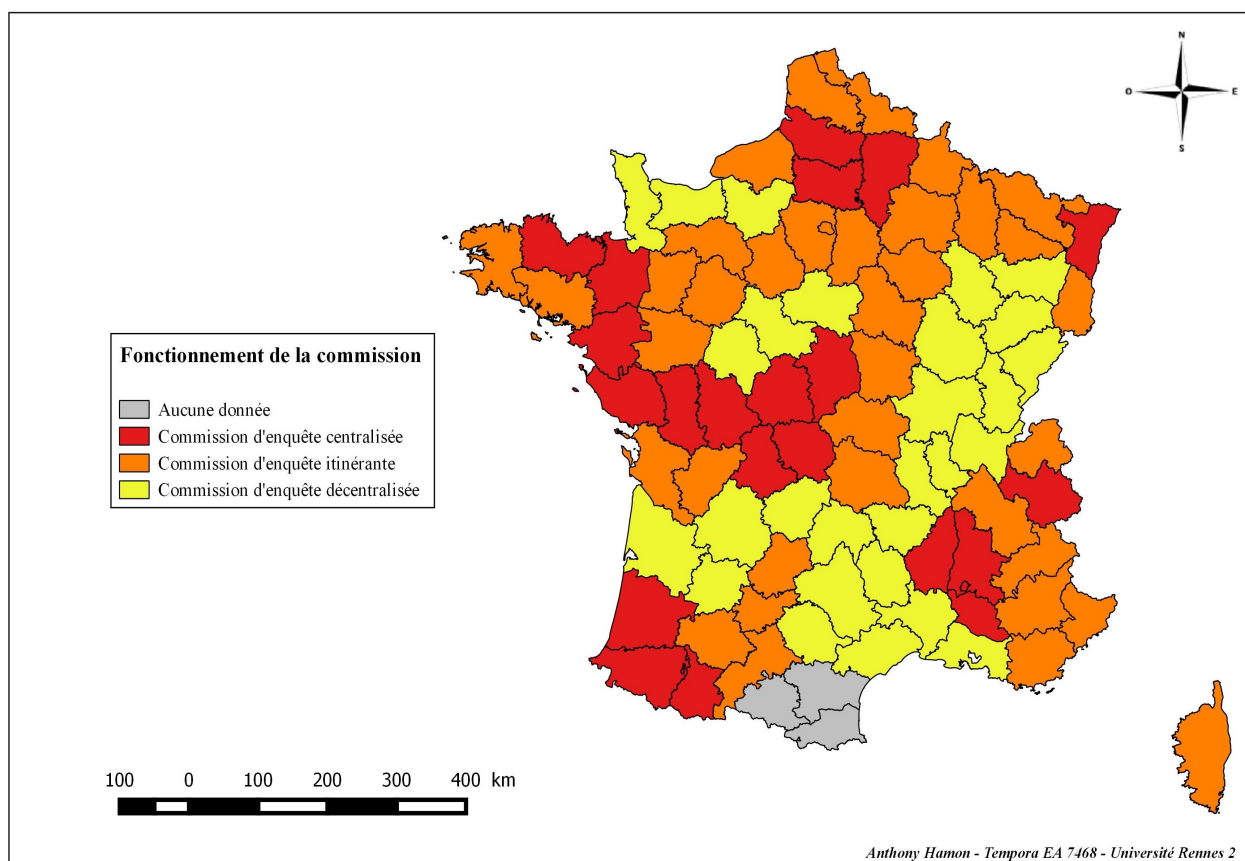 N
O E
S
Fonctionnement de la commission
Aucune donnée
Commission d'enquête centralisée
Commission d'enquête itinérante
Commission d'enquête décentralisée
100 0 100 200 300 400 km
Anthony Hamon - Tempora EA 7468 - Université Rennes 2